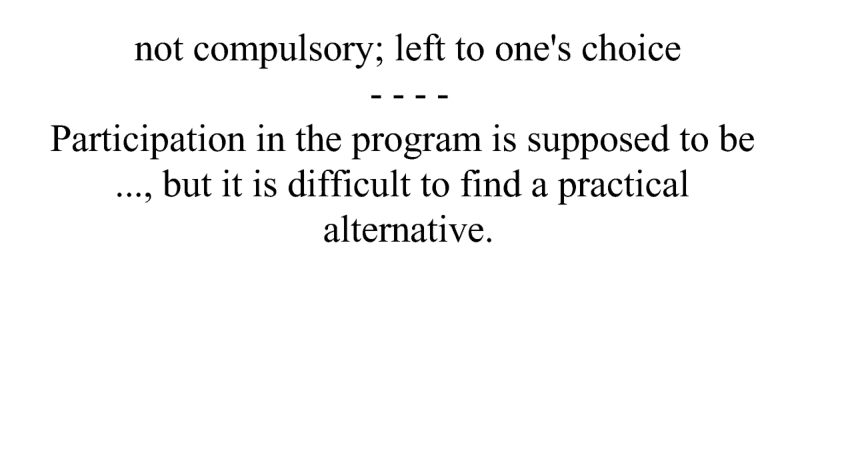 not compulsory; left to one's choice
- - - -
Participation in the program is supposed to be
..., but it is difficult to find a practical
alternative.